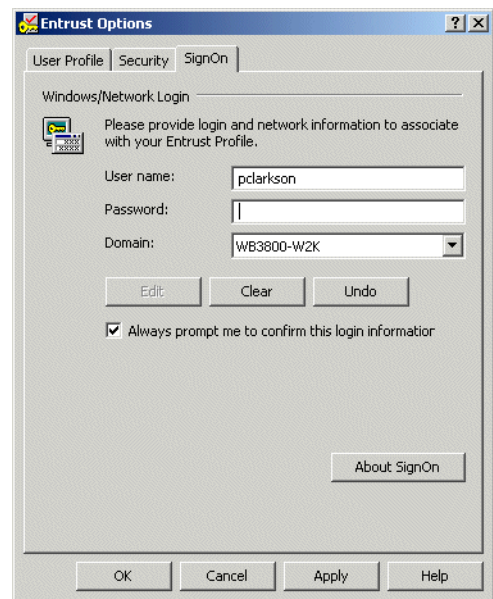 Entrust Options
User Profile Security SignOn
Windows/Network Login
Please provide login and network information to associate
with your Entrust Profile.
User name: pclarkson
Password:
Domain: WB3800-W2K
Edit Clear Undo
Always prompt me to confirm this login informatior
About SignOn
OK Cancel Apply Help